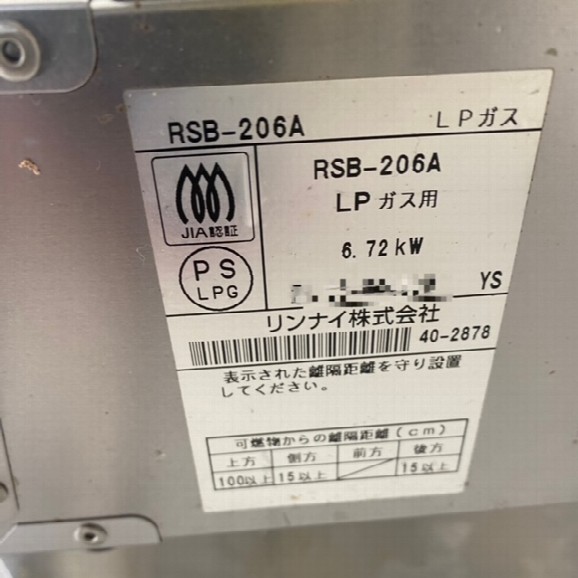 RSB-206A LPガス
JIA認証
PS
LPG
RSB-206A
LPガス用
6.72kW
YS
リンナイ株式会社
40-2878
表示された離隔距離を守り設置
してください。
可燃物からの離隔距離(cm)
上方 側方 前方 後方
100以上 15以上 15以上